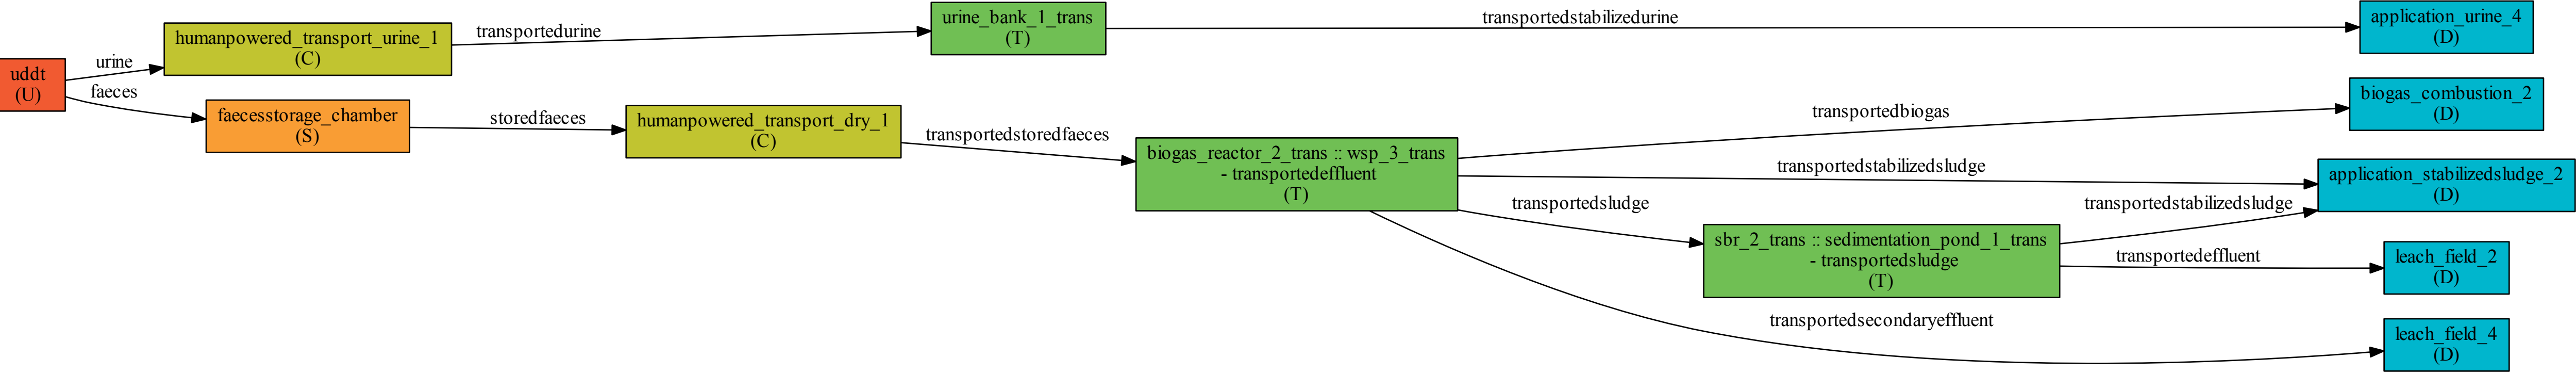 uddt
(U)
urine
faeces
humanpowered_transport_urine_1
(C)
transportedurine
urine_bank_1_trans
(T)
transportedstabilizedurine
application_urine_4
(D)
faecesstorage_chamber
(S)
storedfaeces
humanpowered_transport_dry_1
(C)
transportedstoredfaeces
biogas_reactor_2_trans :: wsp_3_trans
- transportedeffluent
(T)
transportedbiogas
biogas_combustion_2
(D)
transportedstabilizedsludge
application_stabilizedsludge_2
(D)
transportedsludge
sbr_2_trans :: sedimentation_pond_1_trans
- transportedsludge
(T)
transportedstabilizedsludge
transportedeffluent
leach_field_2
(D)
transportedsecondaryeffluent
leach_field_4
(D)